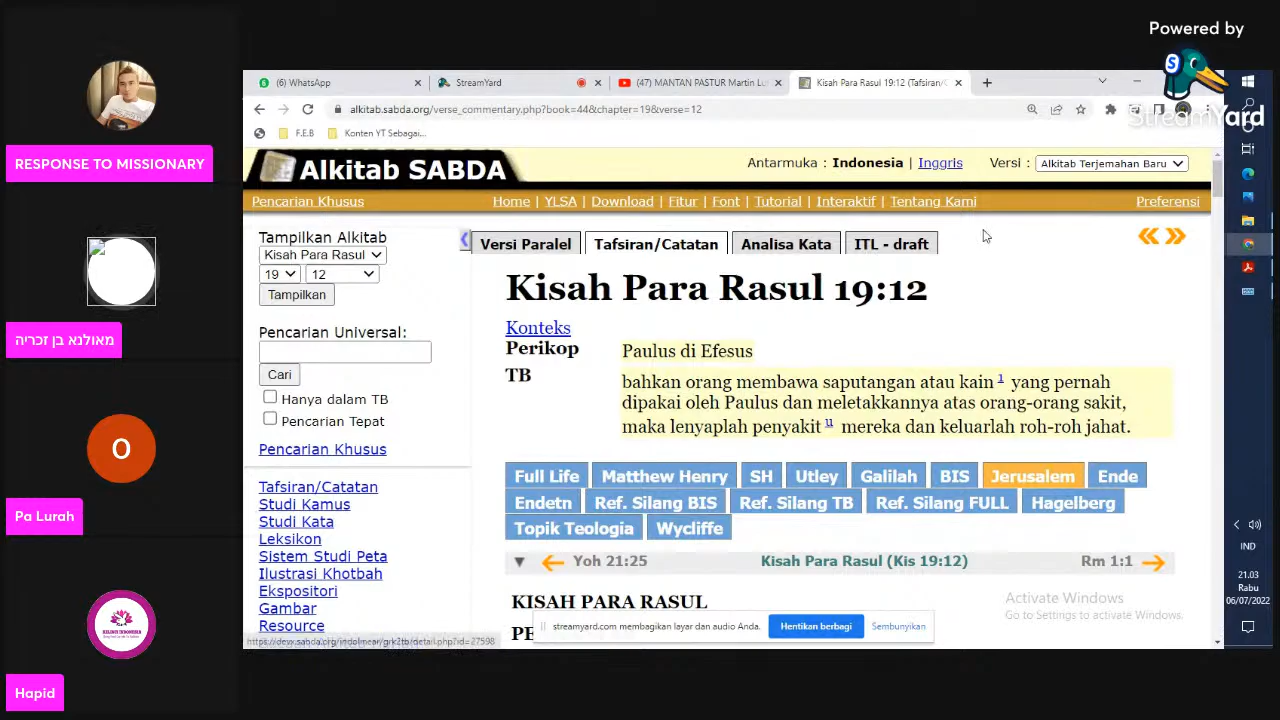 Powered by
StreamYard
RESPONSE TO MISSIONARY
מאולנא בן זכריה
O
Pa Lurah
Hapid
(6) WhatsApp
StreamYard
(47) MANTAN PASTUR Martin Lut
Kisah Para Rasul 19:12 (Tafsiran/C
alkitab.sabda.org/verse_commentary.php?book=44&chapter=19&verse=12
F.E.B
Konten YT Sebagai...
Alkitab SABDA
Antarmuka : Indonesia | Inggris
Versi : Alkitab Terjemahan Baru
Pencarian Khusus
Home | YLSA | Download | Fitur | Font | Tutorial | Interaktif | Tentang Kami
Preferensi
Tampilkan Alkitab
Kisah Para Rasul
19 12
Tampilkan
Pencarian Universal:
Cari
Hanya dalam TB
Pencarian Tepat
Pencarian Khusus
Tafsiran/Catatan
Studi Kamus
Studi Kata
Leksikon
Sistem Studi Peta
Ilustrasi Khotbah
Ekspositori
Gambar
Resource
Versi Paralel
Tafsiran/Catatan
Analisa Kata
ITL - draft
Kisah Para Rasul 19:12
Konteks
Perikop
Paulus di Efesus
TB
bahkan orang membawa saputangan atau kain 1 yang pernah
dipakai oleh Paulus dan meletakkannya atas orang-orang sakit,
maka lenyaplah penyakit u mereka dan keluarlah roh-roh jahat.
Full Life Matthew Henry SH Utley Galilah BIS Jerusalem Ende
Endetn Ref. Silang BIS Ref. Silang TB Ref. Silang FULL Hagelberg
Topik Teologia Wycliffe
Yoh 21:25
Kisah Para Rasul (Kis 19:12)
Rm 1:1
KISAH PARA RASUL
streamyard.com membagikan layar dan audio Anda.
Hentikan berbagi
Sembunyikan
Activate Windows
Go to Settings to activate Windows.
IND
21.03
Rabu
06/07/2022